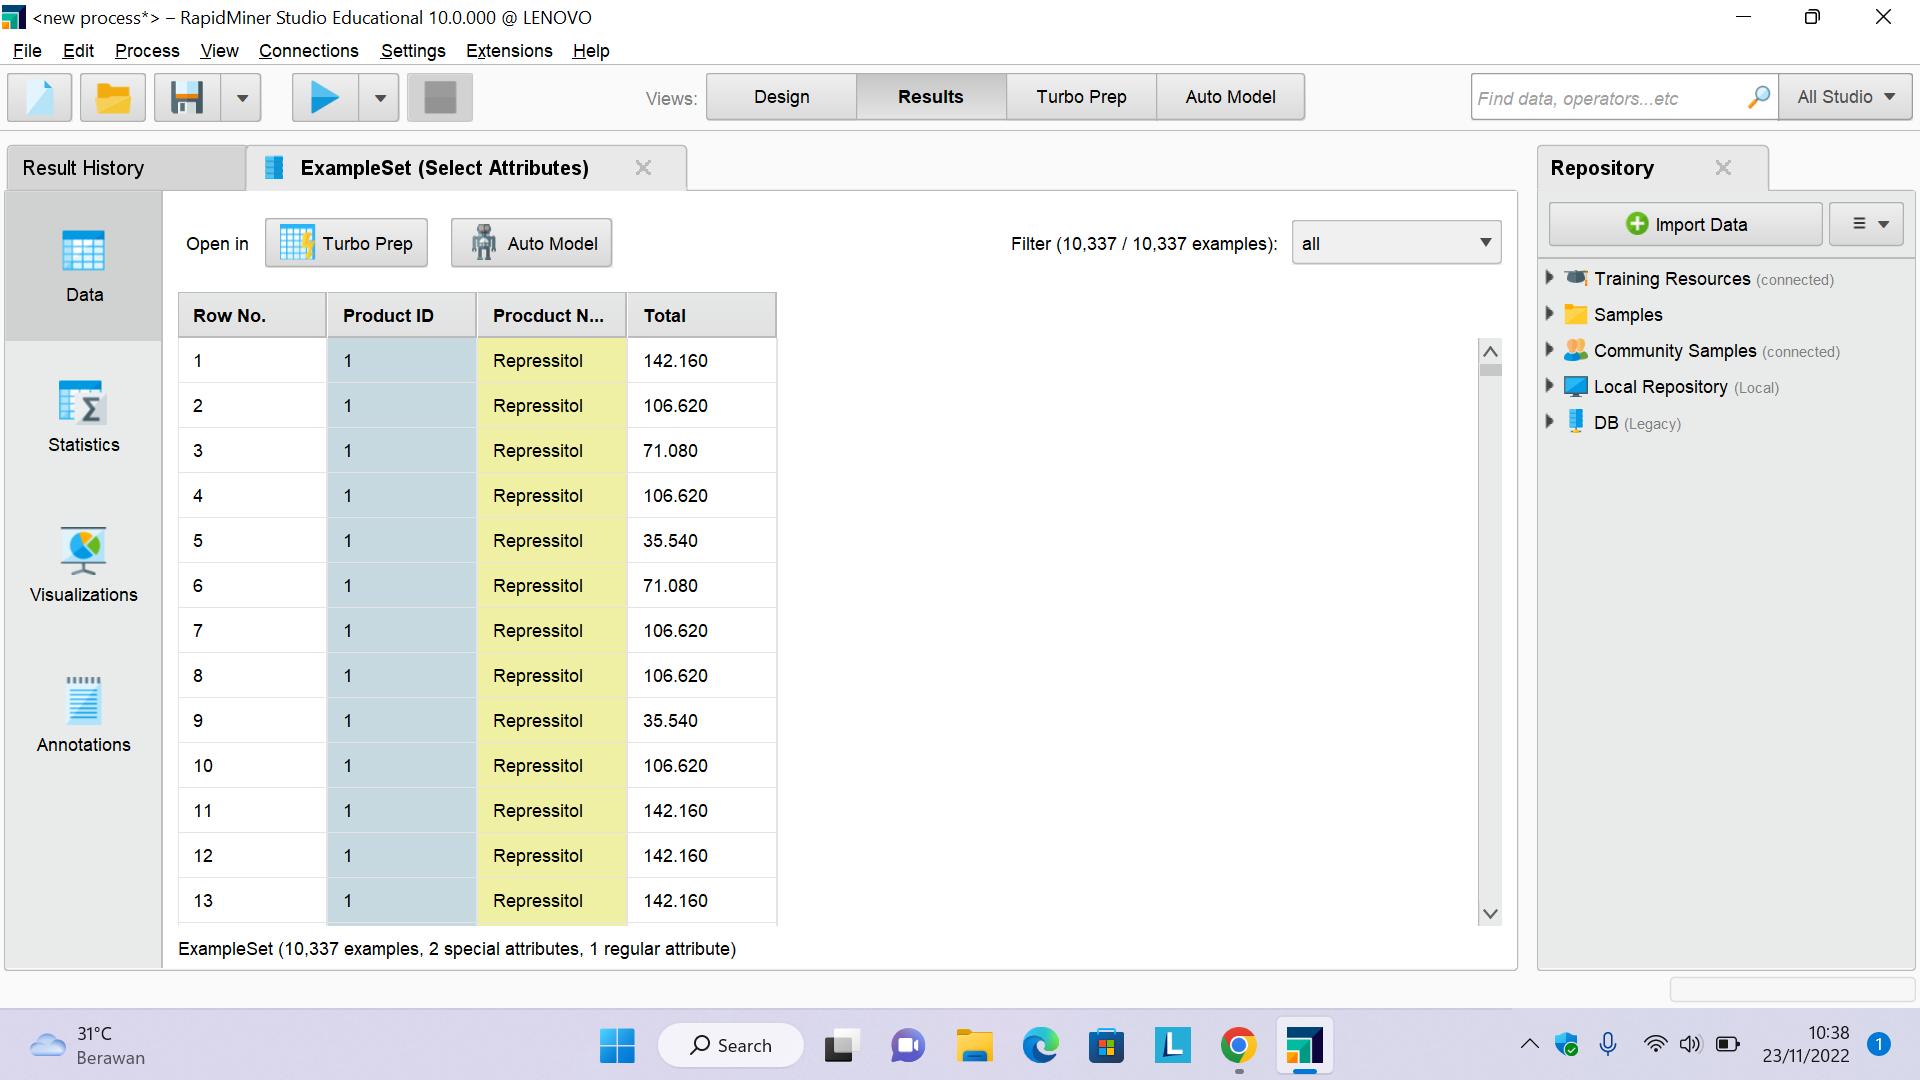 <new process*> – RapidMiner Studio Educational 10.0.000 @ LENOVO
File Edit Process View Connections Settings Extensions Help
Views: Design Results Turbo Prep Auto Model
Find data, operators...etc
All Studio
Result History
ExampleSet (Select Attributes)
Repository
Open in Turbo Prep Auto Model
Filter (10,337 / 10,337 examples): all
Import Data
Data
Statistics
Visualizations
Annotations
Row No. Product ID Procduct N... Total
1 1 Repressitol 142.160
2 1 Repressitol 106.620
3 1 Repressitol 71.080
4 1 Repressitol 106.620
5 1 Repressitol 35.540
6 1 Repressitol 71.080
7 1 Repressitol 106.620
8 1 Repressitol 106.620
9 1 Repressitol 35.540
10 1 Repressitol 106.620
11 1 Repressitol 142.160
12 1 Repressitol 142.160
13 1 Repressitol 142.160
ExampleSet (10,337 examples, 2 special attributes, 1 regular attribute)
Training Resources (connected)
Samples
Community Samples (connected)
Local Repository (Local)
DB (Legacy)
31°C
Berawan
Search
L
10:38
23/11/2022
1